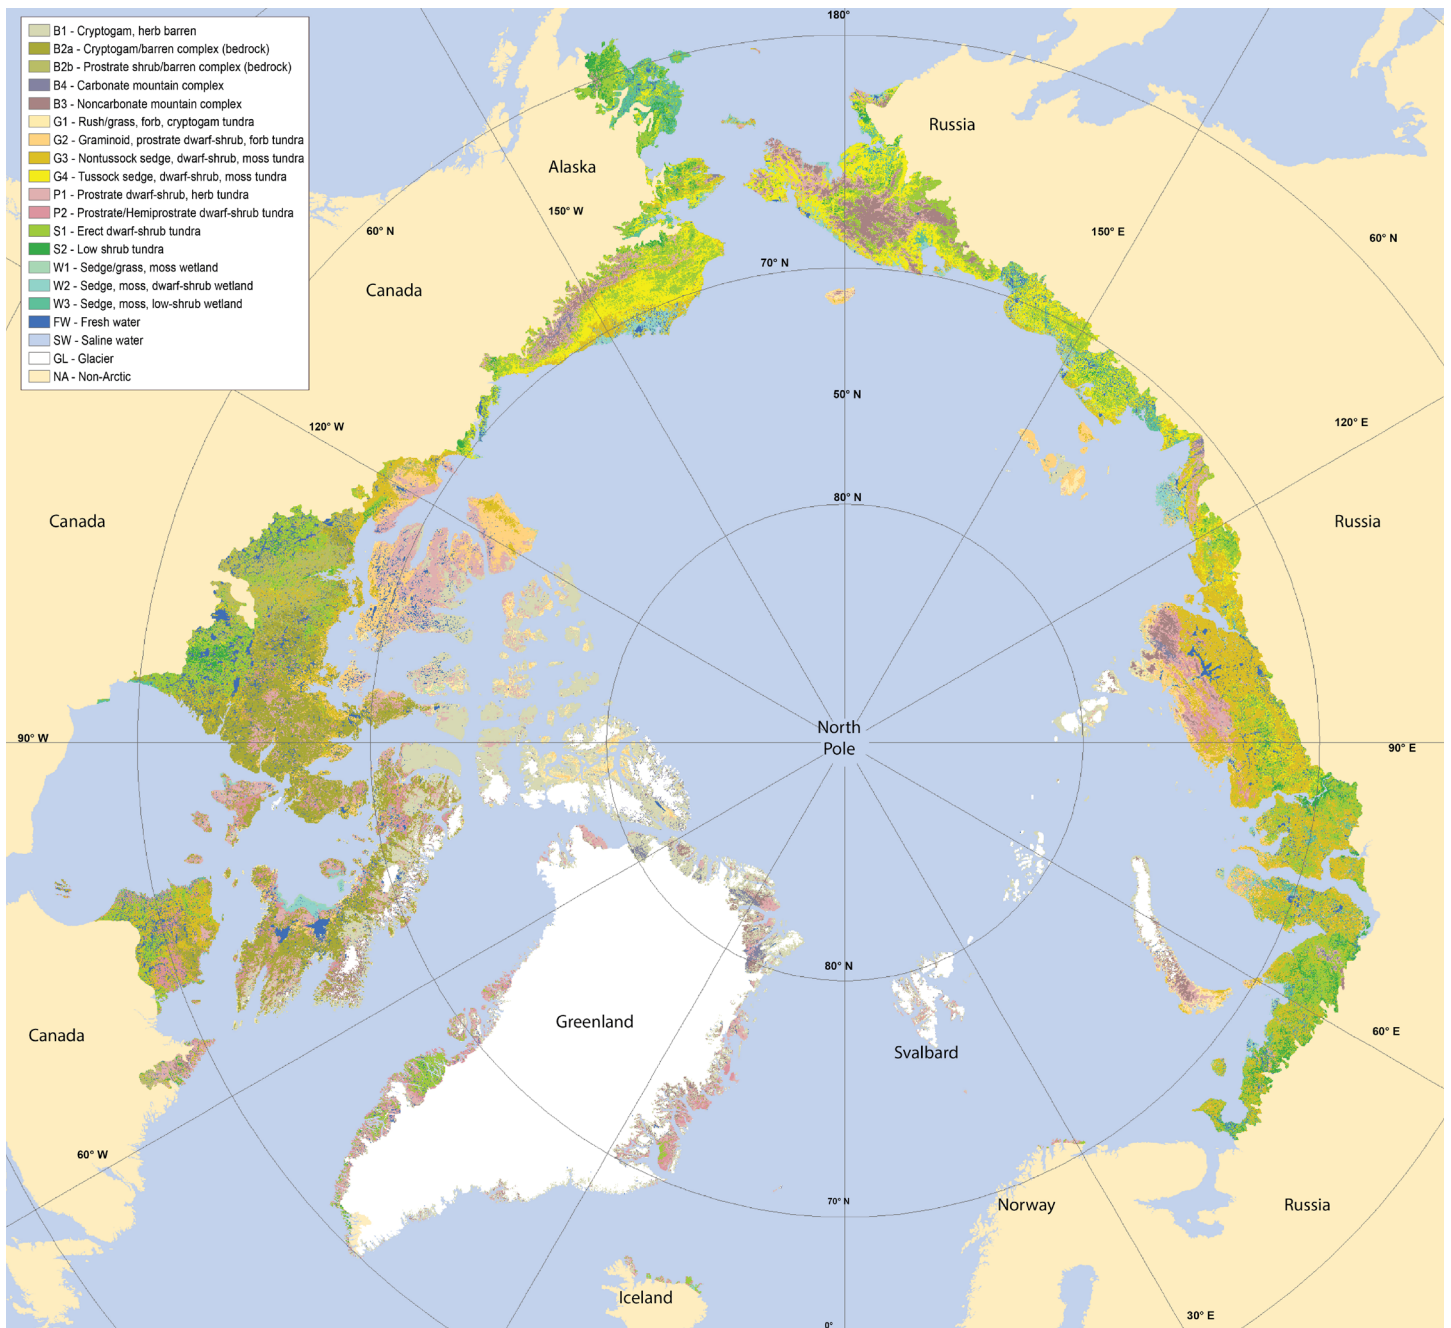 B1 - Cryptogam, herb barren
B2a - Cryptogam/barren complex (bedrock)
B2b - Prostrate shrub/barren complex (bedrock)
B4 - Carbonate mountain complex
B3 - Noncarbonate mountain complex
G1 - Rush/grass, forb, cryptogam tundra
G2 - Graminoid, prostrate dwarf-shrub, forb tundra
G3 - Nontussock sedge, dwarf-shrub, moss tundra
G4 - Tussock sedge, dwarf-shrub, moss tundra
P1 - Prostrate dwarf-shrub, herb tundra
P2 - Prostrate/Hemiprostrate dwarf-shrub tundra
S1 - Erect dwarf-shrub tundra
S2 - Low shrub tundra
W1 - Sedge/grass, moss wetland
W2 - Sedge, moss, dwarf-shrub wetland
W3 - Sedge, moss, low-shrub wetland
FW - Fresh water
SW - Saline water
GL - Glacier
NA - Non-Arctic
180°
Russia
Alaska
150° W
60° N
150° E
60° N
70° N
Canada
50° N
120° W
120° E
80° N
Canada
Russia
North
Pole
90° W
90° E
80° N
Greenland
Canada
Svalbard
60° E
60° W
70° N
Norway
Russia
Iceland
30° E
0°